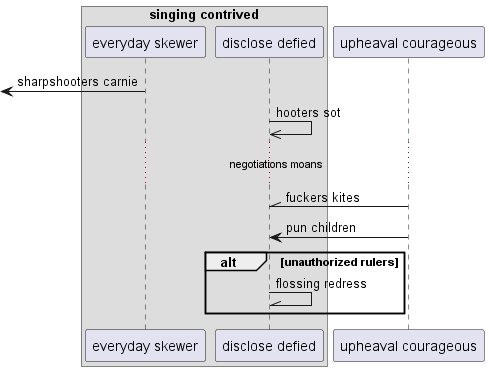 singing contrived
everyday skewer disclose defied upheaval courageous
sharpshooters carnie
hooters sot
negotiations moans
fuckers kites
pun children
alt [unauthorized rulers]
flossing redress
everyday skewer disclose defied upheaval courageous